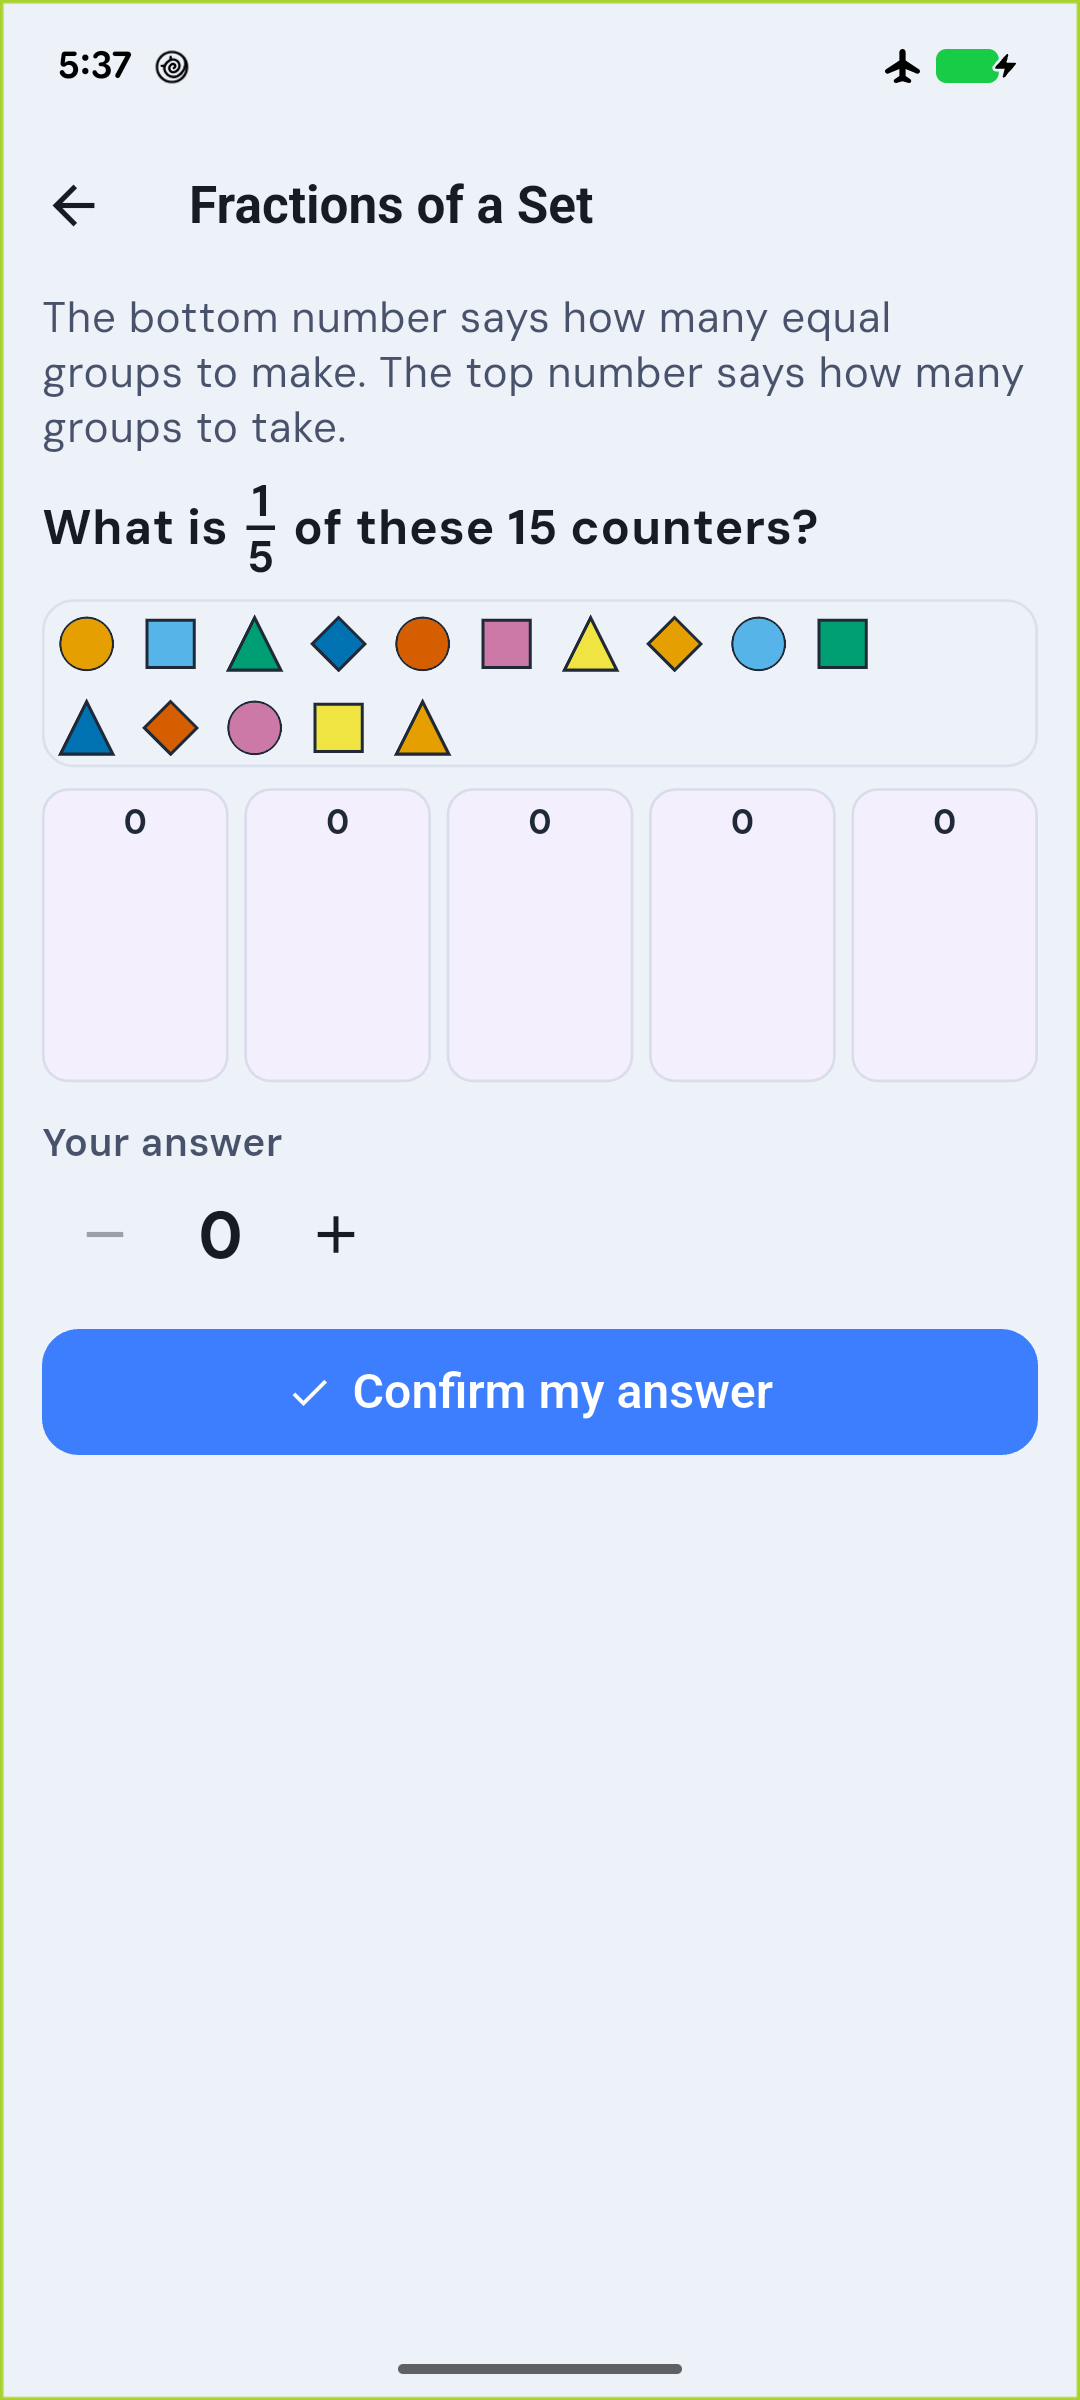 5:37
Fractions of a Set
The bottom number says how many equal
groups to make. The top number says how many
groups to take.
What is 1/5 of these 15 counters?
0 0 0 0 0
Your answer
− 0 +
Confirm my answer